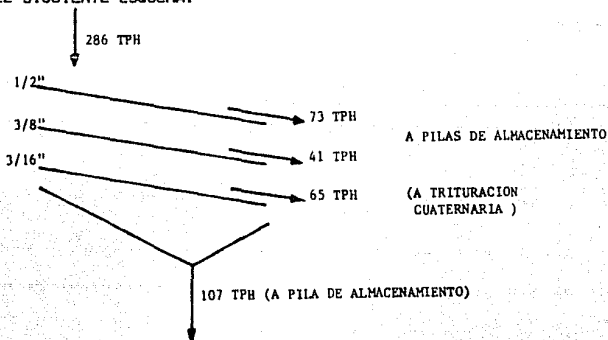 EL SIGUIENTE ESQUEMA:
286 TPH
1/2"
73 TPH
A PILAS DE ALMACENAMIENTO
3/8"
41 TPH
3/16"
65 TPH
(A TRITURACION
CUATERNARIA )
107 TPH (A PILA DE ALMACENAMIENTO)